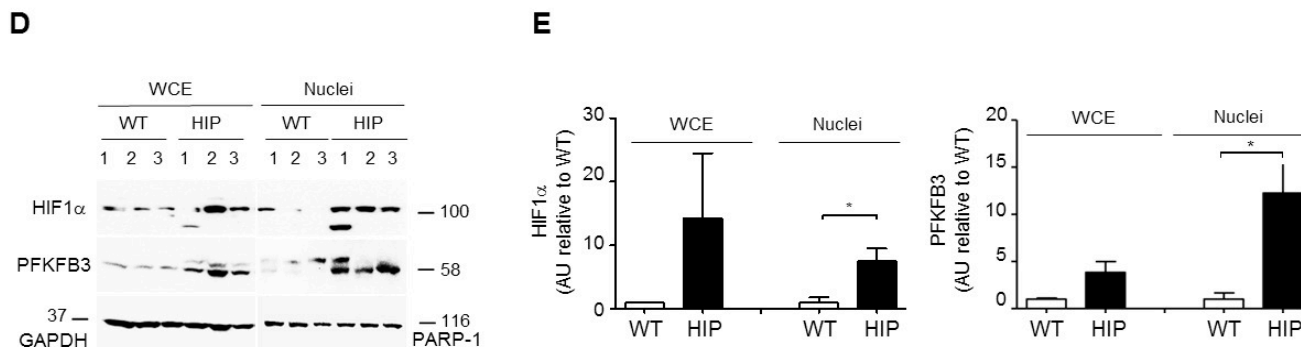 D
WCE Nuclei
WT HIP WT HIP
1 2 3 1 2 3 1 2 3 1 2 3
HIF1α
100
PFKFB3
58
37
116
GAPDH
PARP-1
E
HIF1α
(AU relative to WT)
30
20
10
0
WCE Nuclei
*
WT HIP WT HIP
PFKFB3
(AU relative to WT)
20
15
10
5
0
WCE Nuclei
*
WT HIP WT HIP